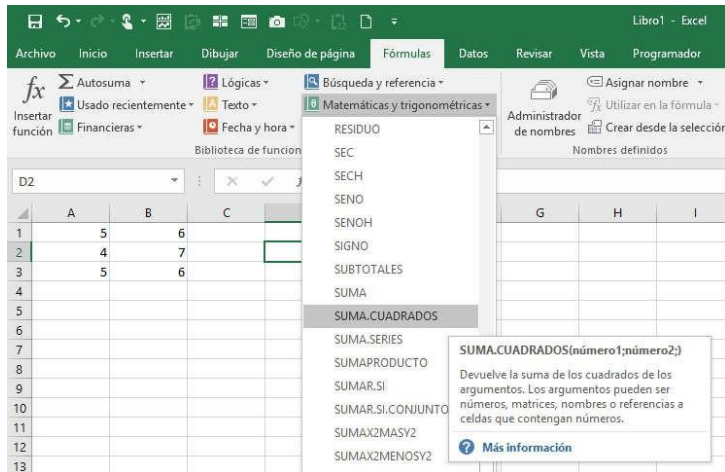 Libro1 - Excel
Archivo Inicio Insertar Dibujar Diseño de página Fórmulas Datos Revisar Vista Programador
fx Insertar función
Σ Autosuma
Usado recientemente
Financieras
? Lógicas
A Texto
Fecha y hora
Búsqueda y referencia
θ Matemáticas y trigonométricas
Biblioteca de funcion
Administrador de nombres
Asignar nombre
Utilizar en la fórmula
Crear desde la selección
Nombres definidos
D2
A B C G H I
1 5 6
2 4 7
3 5 6
4
5
6
7
8
9
10
11
12
13
RESIDUO
SEC
SECH
SENO
SENOH
SIGNO
SUBTOTALES
SUMA
SUMA.CUADRADOS
SUMA.SERIES
SUMAPRODUCTO
SUMAR.SI
SUMAR.SI.CONJUNTO
SUMAX2MASY2
SUMAX2MENOSY2
SUMA.CUADRADOS(número1;número2;)
Devuelve la suma de los cuadrados de los
argumentos. Los argumentos pueden ser
números, matrices, nombres o referencias a
celdas que contengan números.
? Más información